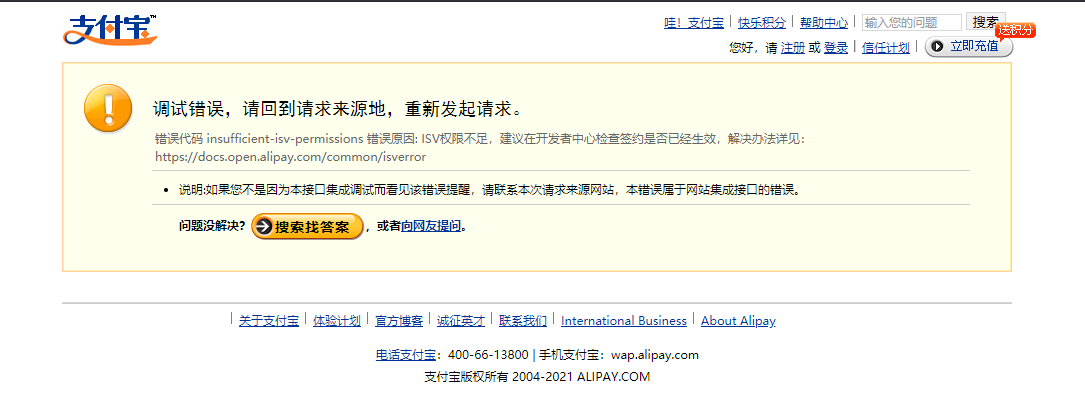 支付宝™ 哇！支付宝 快乐积分 帮助中心 输入您的问题 搜索
送积分
您好，请 注册 或 登录 信任计划 立即充值
调试错误，请回到请求来源地，重新发起请求。
错误代码 insufficient-isv-permissions 错误原因: ISV权限不足，建议在开发者中心检查签约是否已经生效，解决办法详见：
https://docs.open.alipay.com/common/isverror
说明:如果您不是因为本接口集成调试而看见该错误提醒，请联系本次请求来源网站，本错误属于网站集成接口的错误。
问题没解决？ 搜索找答案 ，或者向网友提问。
关于支付宝 体验计划 官方博客 诚征英才 联系我们 International Business About Alipay
电话支付宝：400-66-13800 | 手机支付宝：wap.alipay.com
支付宝版权所有 2004-2021 ALIPAY.COM